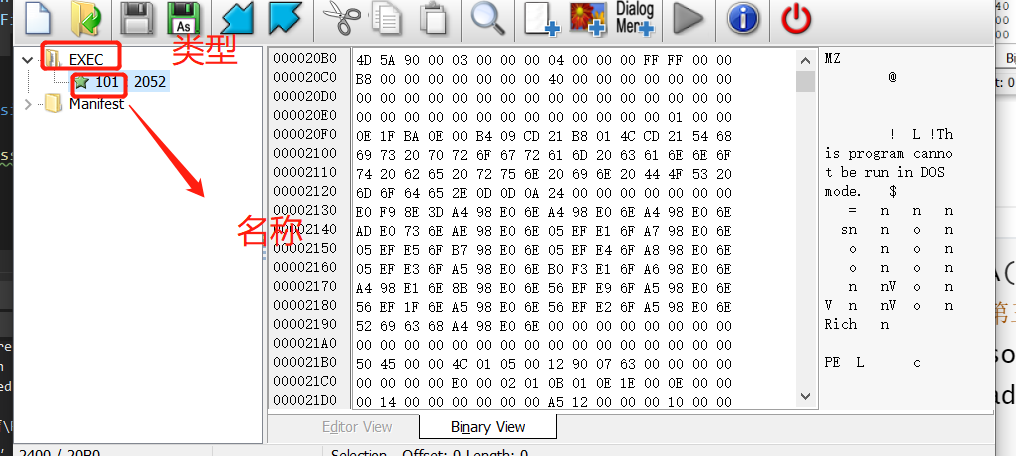 As
Dialog
Menu
EXEC
101 2052
Manifest
类型
名称
000020B0 4D 5A 90 00 03 00 00 00 04 00 00 00 FF FF 00 00 MZ
000020C0 B8 00 00 00 00 00 00 00 40 00 00 00 00 00 00 00 @
000020D0 00 00 00 00 00 00 00 00 00 00 00 00 00 00 00 00
000020E0 00 00 00 00 00 00 00 00 00 00 00 00 00 01 00 00
000020F0 0E 1F BA 0E 00 B4 09 CD 21 B8 01 4C CD 21 54 68 ! L !Th
00002100 69 73 20 70 72 6F 67 72 61 6D 20 63 61 6E 6E 6F is program canno
00002110 74 20 62 65 20 72 75 6E 20 69 6E 20 44 4F 53 20 t be run in DOS
00002120 6D 6F 64 65 2E 0D 0D 0A 24 00 00 00 00 00 00 00 mode. $
00002130 E0 F9 8E 3D A4 98 E0 6E A4 98 E0 6E A4 98 E0 6E = n n n
00002140 AD E0 73 6E AE 98 E0 6E 05 EF E1 6F A7 98 E0 6E sn n o n
00002150 05 EF E5 6F B7 98 E0 6E 05 EF E4 6F A8 98 E0 6E o n o n
00002160 05 EF E3 6F A5 98 E0 6E B0 F3 E1 6F A6 98 E0 6E o n o n
00002170 A4 98 E1 6E 8B 98 E0 6E 56 EF E9 6F A5 98 E0 6E n nV o n
00002180 56 EF 1F 6E A5 98 E0 6E 56 EF E2 6F A5 98 E0 6E V n nV o n
00002190 52 69 63 68 A4 98 E0 6E 00 00 00 00 00 00 00 00 Rich n
000021A0 00 00 00 00 00 00 00 00 00 00 00 00 00 00 00 00
000021B0 50 45 00 00 4C 01 05 00 12 90 07 63 00 00 00 00 PE L c
000021C0 00 00 00 00 E0 00 02 01 0B 01 0E 1E 00 0E 00 00
000021D0 00 14 00 00 00 00 00 00 A5 12 00 00 00 10 00 00
Editor View Binary View
2400 / 20B0 Selection Offset: 0 Length: 0